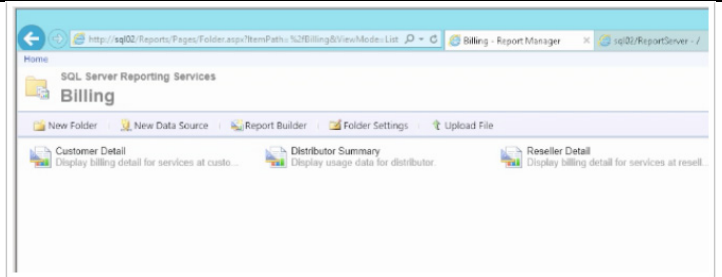 http://sql02/Reports/Pages/Folder.aspx?ItemPath=%2fBilling&ViewMode=List
Billing - Report Manager
sql02/ReportServer - /
Home
SQL Server Reporting Services
Billing
New Folder
New Data Source
Report Builder
Folder Settings
Upload File
Customer Detail
Display billing detail for services at custo...
Distributor Summary
Display usage data for distributor.
Reseller Detail
Display billing detail for services at resell...